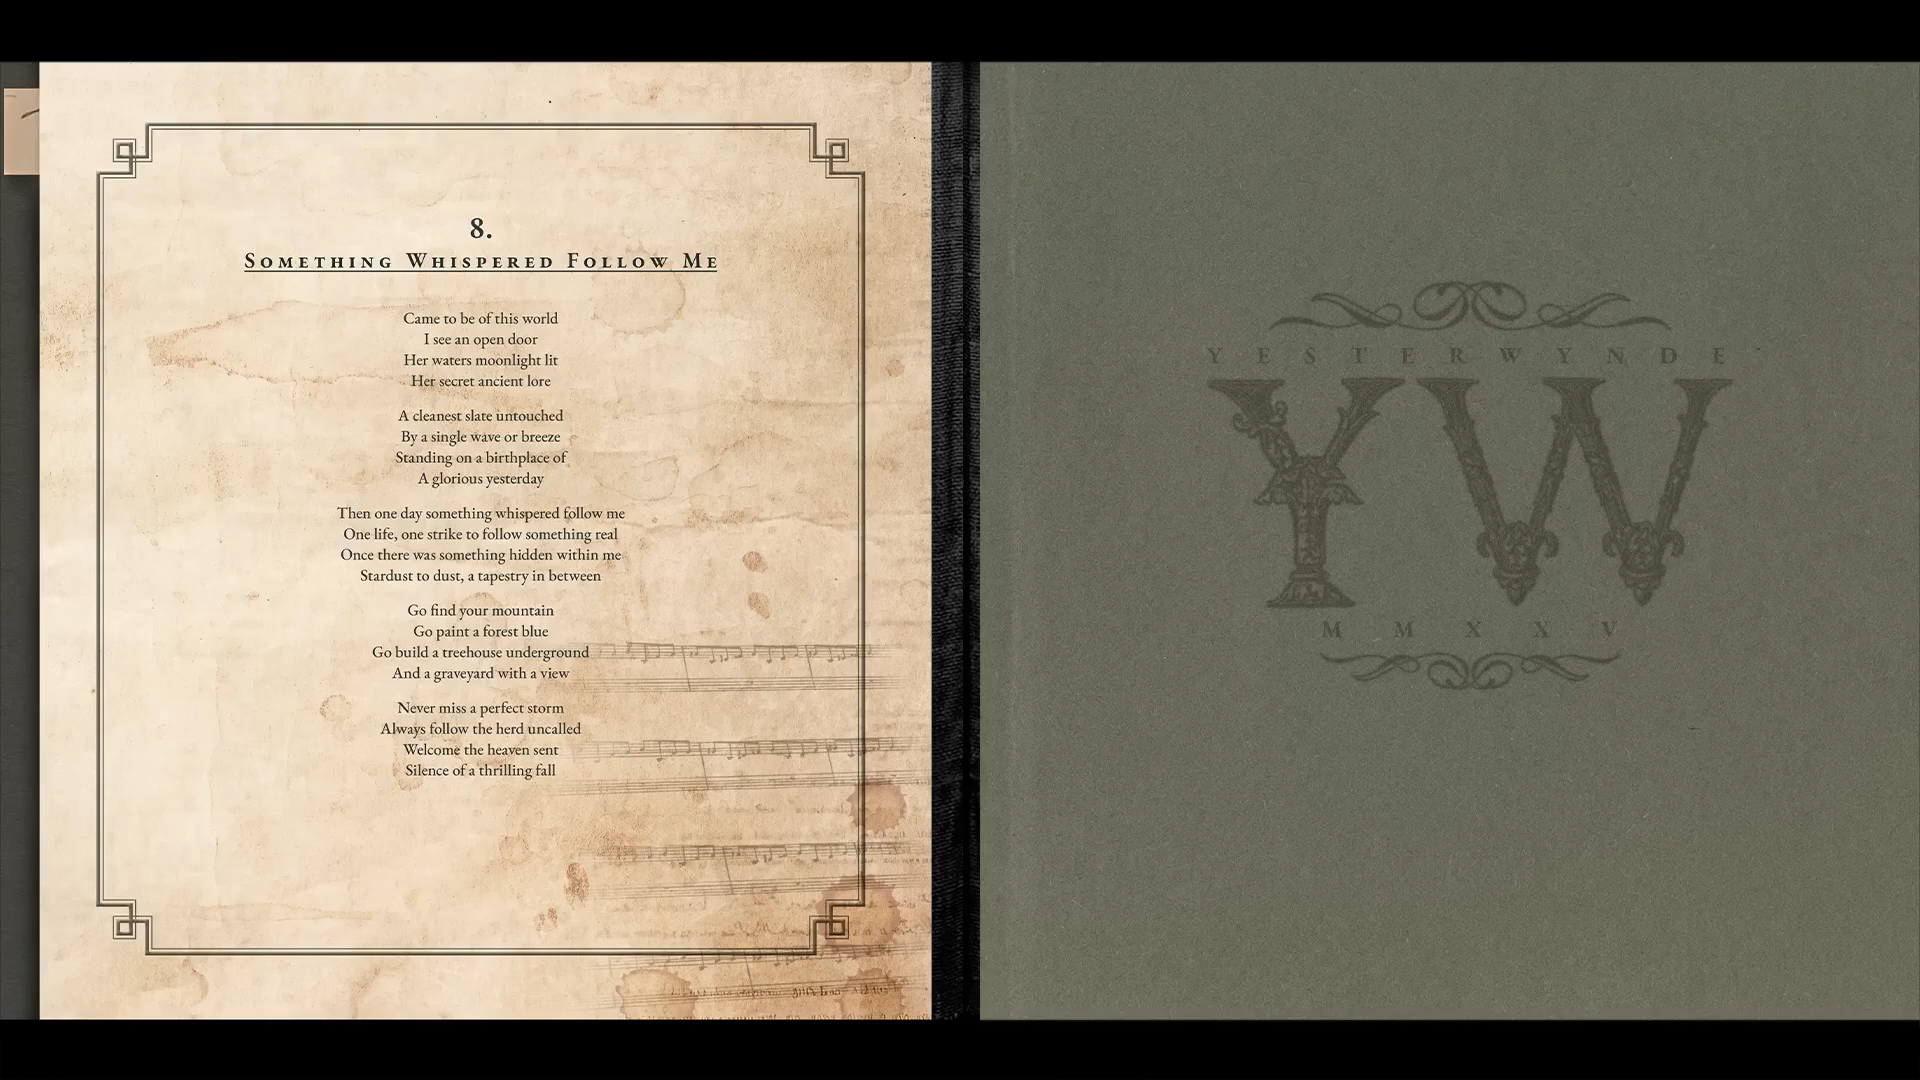 8.
Something Whispered Follow Me
Came to be of this world
I see an open door
Her waters moonlight lit
Her secret ancient lore
A cleanest slate untouched
By a single wave or breeze
Standing on a birthplace of
A glorious yesterday
Then one day something whispered follow me
One life, one strike to follow something real
Once there was something hidden within me
Stardust to dust, a tapestry in between
Go find your mountain
Go paint a forest blue
Go build a treehouse underground
And a graveyard with a view
Never miss a perfect storm
Always follow the herd uncalled
Welcome the heaven sent
Silence of a thrilling fall
YESTERWYNDE
YW
MMXXV